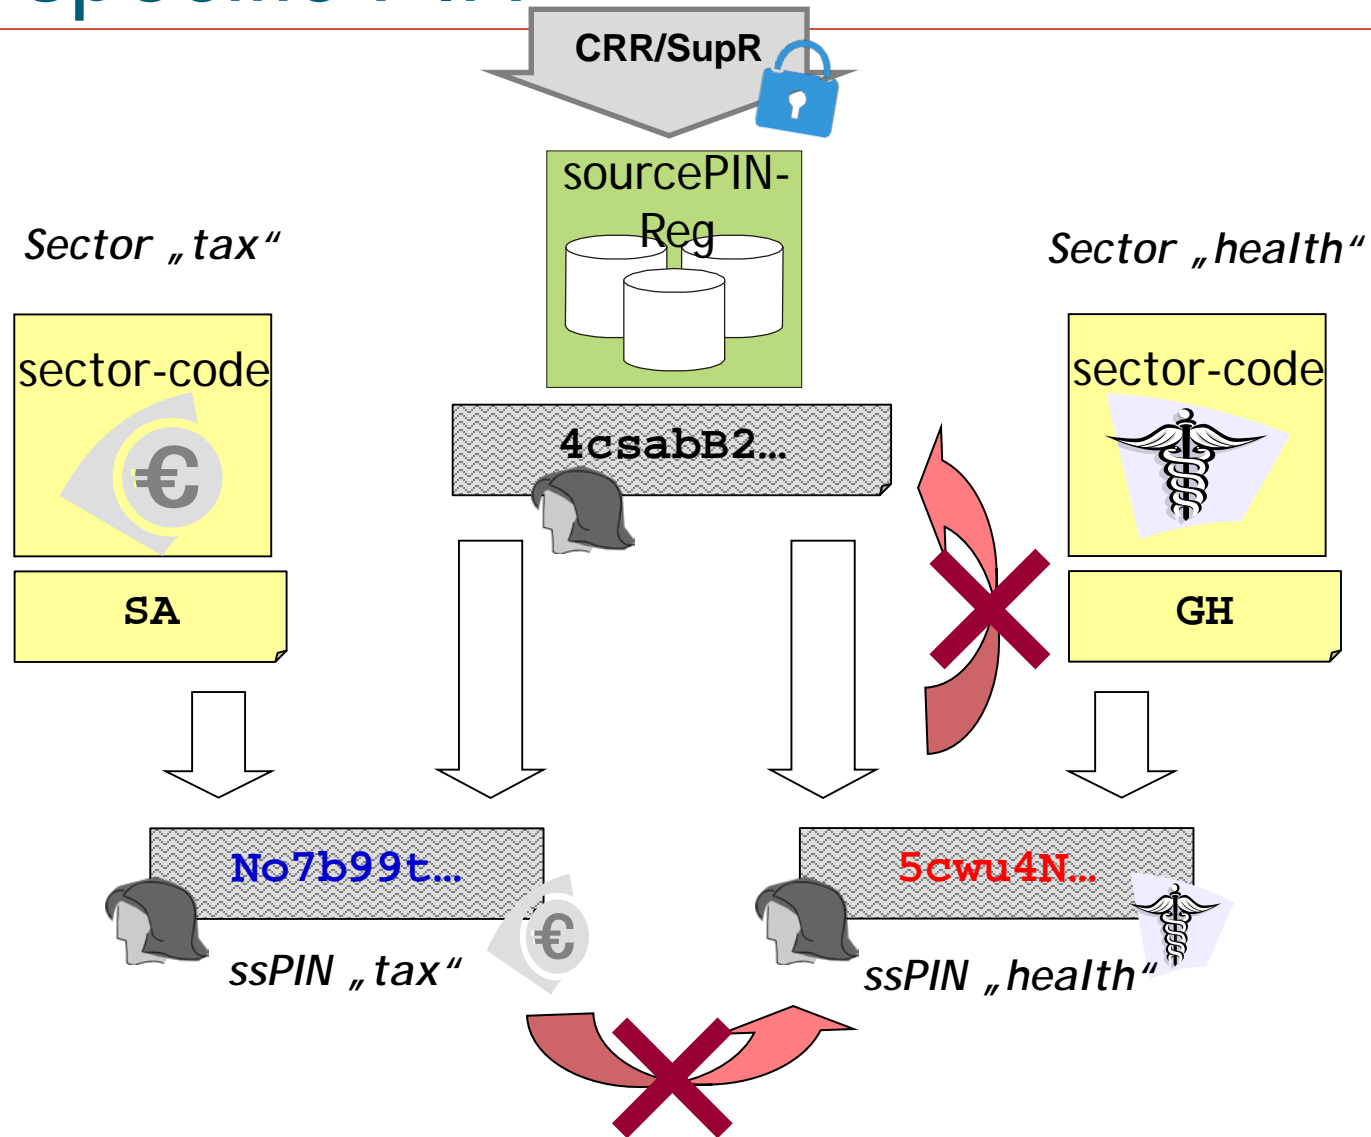 CRR/SupR
sourcePIN-
Reg
Sector „tax“
Sector „health“
sector-code
sector-code
€
4csabB2…
SA
GH
No7b99t…
5cwu4N…
€
ssPIN „tax“
ssPIN „health“